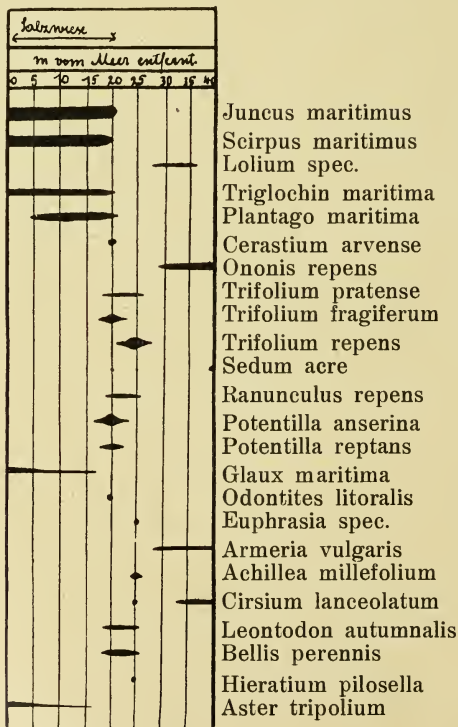 Salzwiese
m vom Meer entfernt.
0 5 10 15 20 25 30 35 40
Juncus maritimus
Scirpus maritimus
Lolium spec.
Triglochin maritima
Plantago maritima
Cerastium arvense
Ononis repens
Trifolium pratense
Trifolium fragiferum
Trifolium repens
Sedum acre
Ranunculus repens
Potentilla anserina
Potentilla reptans
Glaux maritima
Odontites litoralis
Euphrasia spec.
Armeria vulgaris
Achillea millefolium
Cirsium lanceolatum
Leontodon autumnalis
Bellis perennis
Hieratium pilosella
Aster tripolium